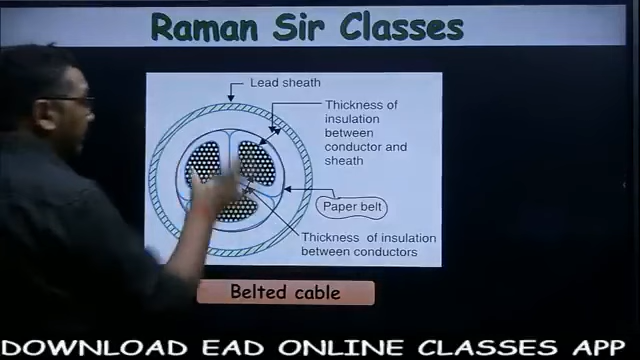 Raman Sir Classes
Lead sheath
Thickness of
insulation
between
conductor and
sheath
Paper belt
Thickness of insulation
between conductors
Belted cable
DOWNLOAD EAD ONLINE CLASSES APP